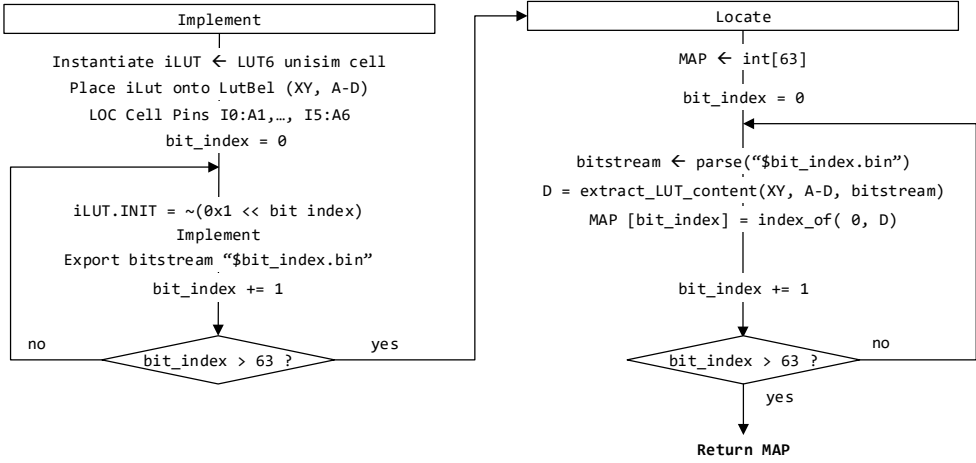 Implement
Instantiate iLUT ← LUT6 unisim cell
Place iLut onto LutBel (XY, A-D)
LOC Cell Pins I0:A1,…, I5:A6
bit_index = 0
iLUT.INIT = ~(0x1 << bit index)
Implement
Export bitstream “$bit_index.bin”
bit_index += 1
no
bit_index > 63 ?
yes
Locate
MAP ← int[63]
bit_index = 0
bitstream ← parse(“$bit_index.bin”)
D = extract_LUT_content(XY, A-D, bitstream)
MAP [bit_index] = index_of( 0, D)
bit_index += 1
bit_index > 63 ?
no
yes
Return MAP